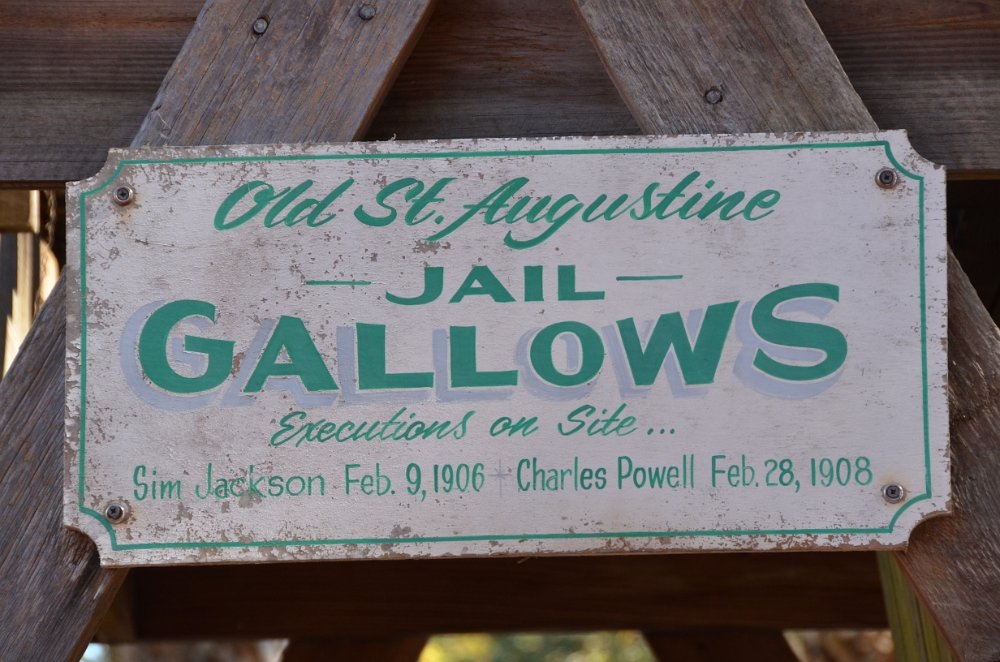 Old St. Augustine
- JAIL -
GALLOWS
Executions on Site...
Sim Jackson Feb. 9, 1906 + Charles Powell Feb. 28, 1908